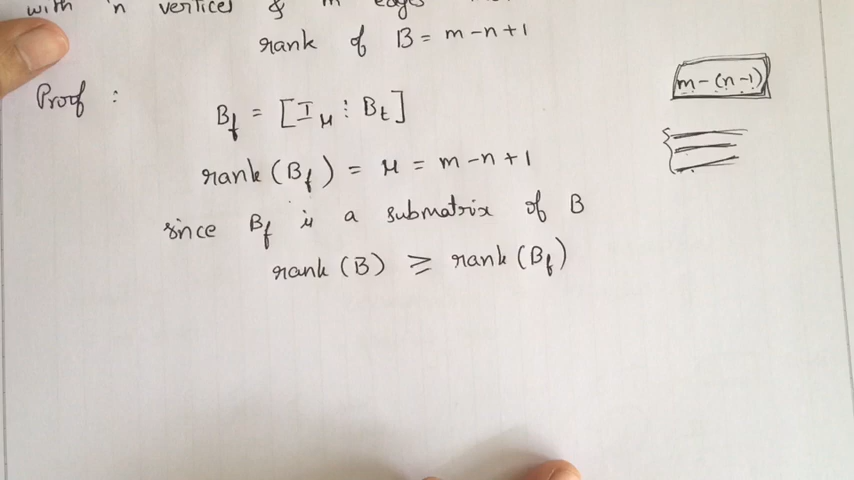 with n vertices & m edges
rank of B = m-n+1
Proof :
m-(n-1)
B_f = [I_μ ⋮ B_t]
rank (B_f) = μ = m-n+1
since B_f is a submatrix of B
rank (B) ≥ rank (B_f)